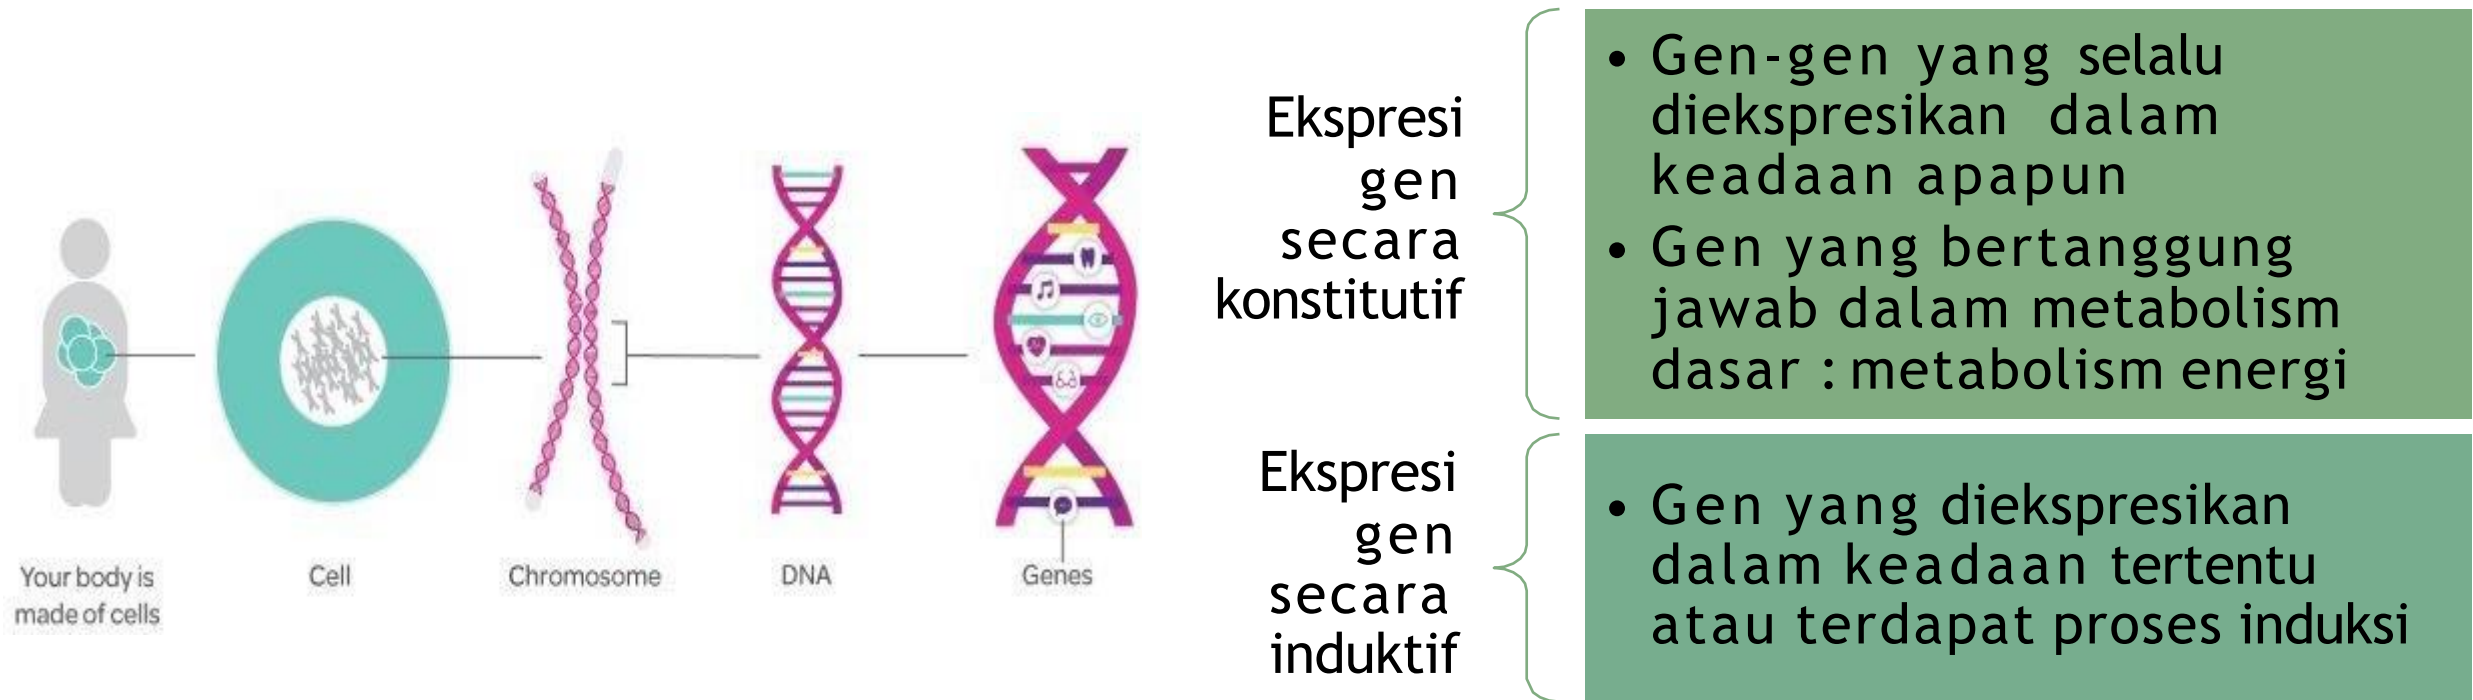 Your body is
made of cells
Cell
Chromosome
DNA
Genes
Ekspresi
gen
secara
konstitutif
• Gen-gen yang selalu
diekspresikan dalam
keadaan apapun
• Gen yang bertanggung
jawab dalam metabolism
dasar : metabolism energi
Ekspresi
gen
secara
induktif
• Gen yang diekspresikan
dalam keadaan tertentu
atau terdapat proses induksi